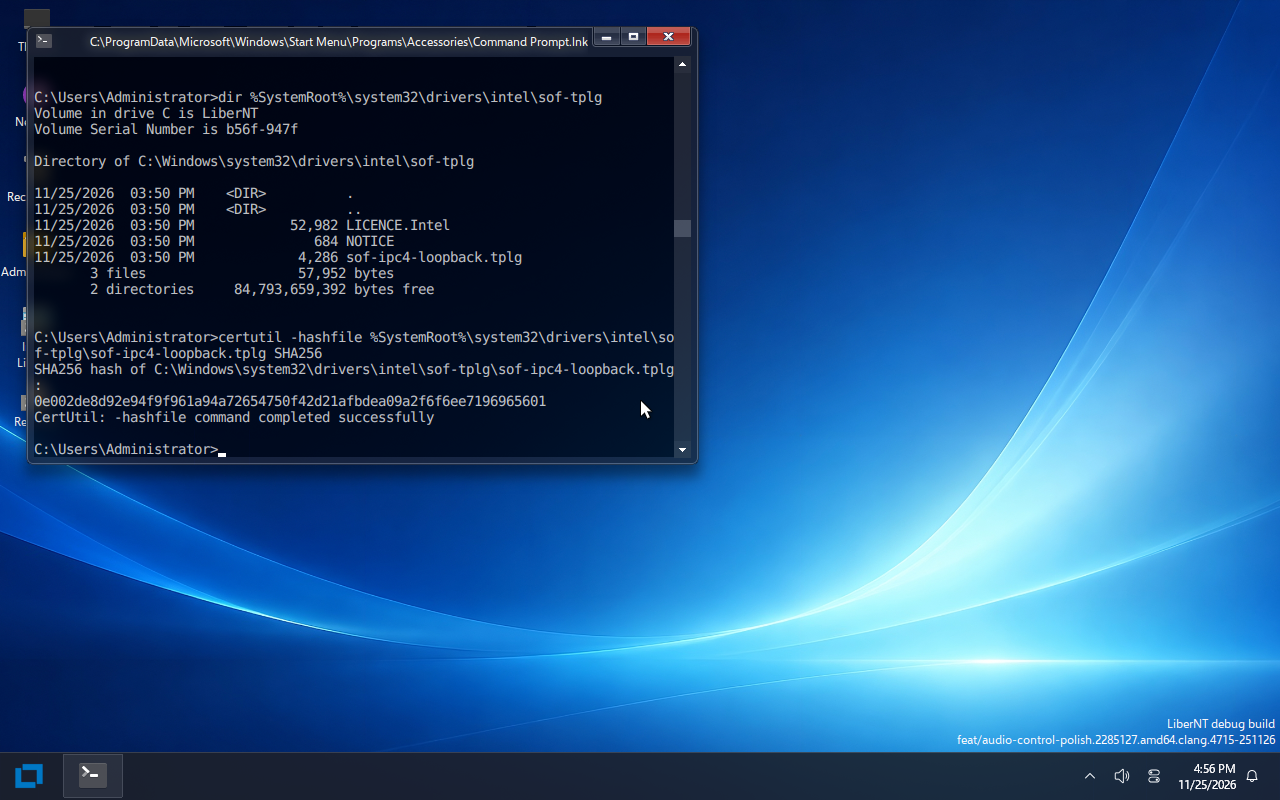 C:\ProgramData\Microsoft\Windows\Start Menu\Programs\Accessories\Command Prompt.lnk
C:\Users\Administrator>dir %SystemRoot%\system32\drivers\intel\sof-tplg
Volume in drive C is LiberNT
Volume Serial Number is b56f-947f
Directory of C:\Windows\system32\drivers\intel\sof-tplg
11/25/2026  03:50 PM    <DIR>          .
11/25/2026  03:50 PM    <DIR>          ..
11/25/2026  03:50 PM            52,982 LICENCE.Intel
11/25/2026  03:50 PM               684 NOTICE
11/25/2026  03:50 PM             4,286 sof-ipc4-loopback.tplg
3 files                   57,952 bytes
2 directories     84,793,659,392 bytes free
C:\Users\Administrator>certutil -hashfile %SystemRoot%\system32\drivers\intel\so
f-tplg\sof-ipc4-loopback.tplg SHA256
SHA256 hash of C:\Windows\system32\drivers\intel\sof-tplg\sof-ipc4-loopback.tplg
:
0e002de8d92e94f9f961a94a72654750f42d21afbdea09a2f6f6ee7196965601
CertUtil: -hashfile command completed successfully
C:\Users\Administrator>
LiberNT debug build
feat/audio-control-polish.2285127.amd64.clang.4715-251126
4:56 PM
11/25/2026